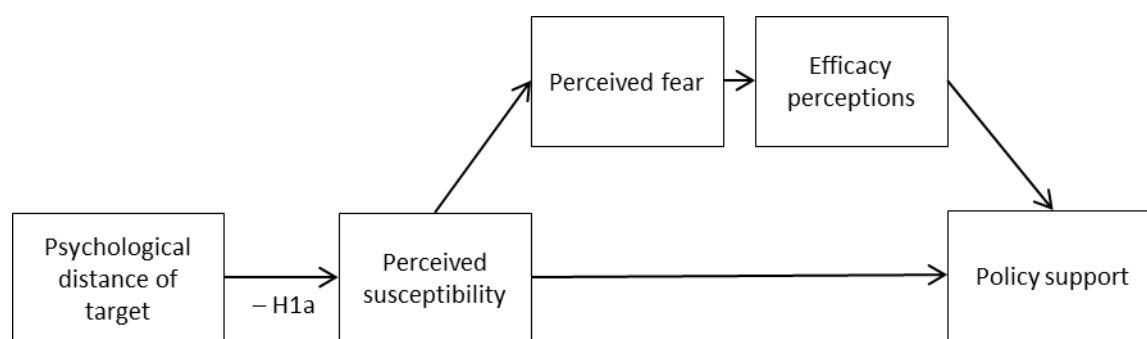 Perceived fear
Efficacy
perceptions
Psychological
distance of
target
– H1a
Perceived
susceptibility
Policy support